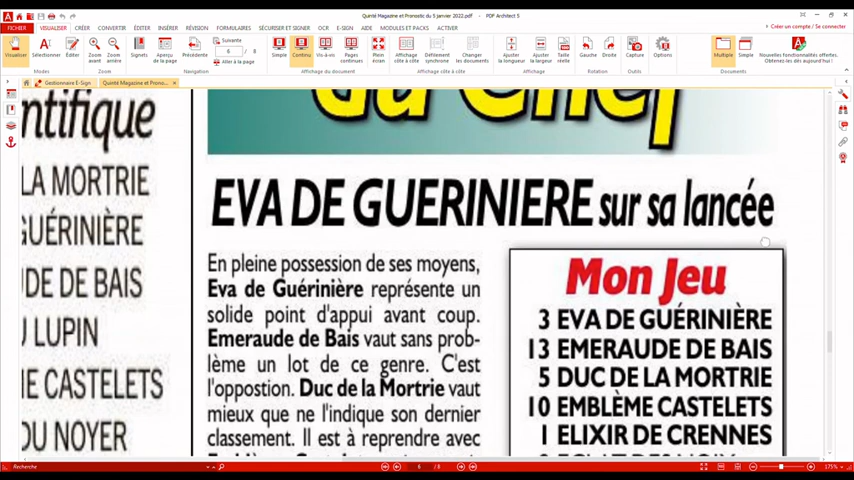 Quinté Magazine et Pronostic du 5 janvier 2022.pdf - PDF Architect 5
FICHIER VISUALISER CRÉER CONVERTIR ÉDITER INSÉRER RÉVISION FORMULAIRES SÉCURISER ET SIGNER OCR E-SIGN AIDE MODULES ET PACKS ACTIVER
Créer un compte / Se connecter
Visualiser Sélectionner Éditer
Zoom avant Zoom arrière
Signets Aperçu de la page
Précédente Suivante
6 / 8
Aller à la page
Simple Continu Vis-à-vis Pages continues Plein écran
Affichage côte à côte Défilement synchrone Changer les documents
Ajuster la longueur Ajuster la largeur Taille réelle
Gauche Droite Capture Options
Multiple Simple
Nouvelles fonctionnalités offertes. Obtenez-les dès aujourd'hui !
Modes Zoom Navigation Affichage du document Affichage côte à côte Affichage Rotation Outils Documents
Gestionnaire E-Sign Quinté Magazine et Prono...
ntifique
LA MORTRIE
GUÉRINIÈRE
DE DE BAIS
LUPIN
E CASTELETS
DU NOYER
du Chef
EVA DE GUERINIERE sur sa lancée
En pleine possession de ses moyens,
Eva de Guérinière représente un
solide point d'appui avant coup.
Emeraude de Bais vaut sans prob-
lème un lot de ce genre. C'est
l'oppostion. Duc de la Mortrie vaut
mieux que ne l'indique son dernier
classement. Il est à reprendre avec
Mon Jeu
3 EVA DE GUÉRINIÈRE
13 EMERAUDE DE BAIS
5 DUC DE LA MORTRIE
10 EMBLÈME CASTELETS
1 ELIXIR DE CRENNES
Recherche
6 / 8
175%